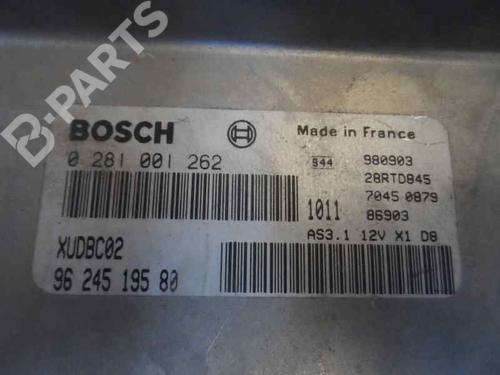 B-PARTS
BOSCH
Made in France
0 281 001 262
944
980903
28RTD845
7045 0879
1011
86903
AS3.1 12V X1 D8
XUDBC02
96 245 195 80